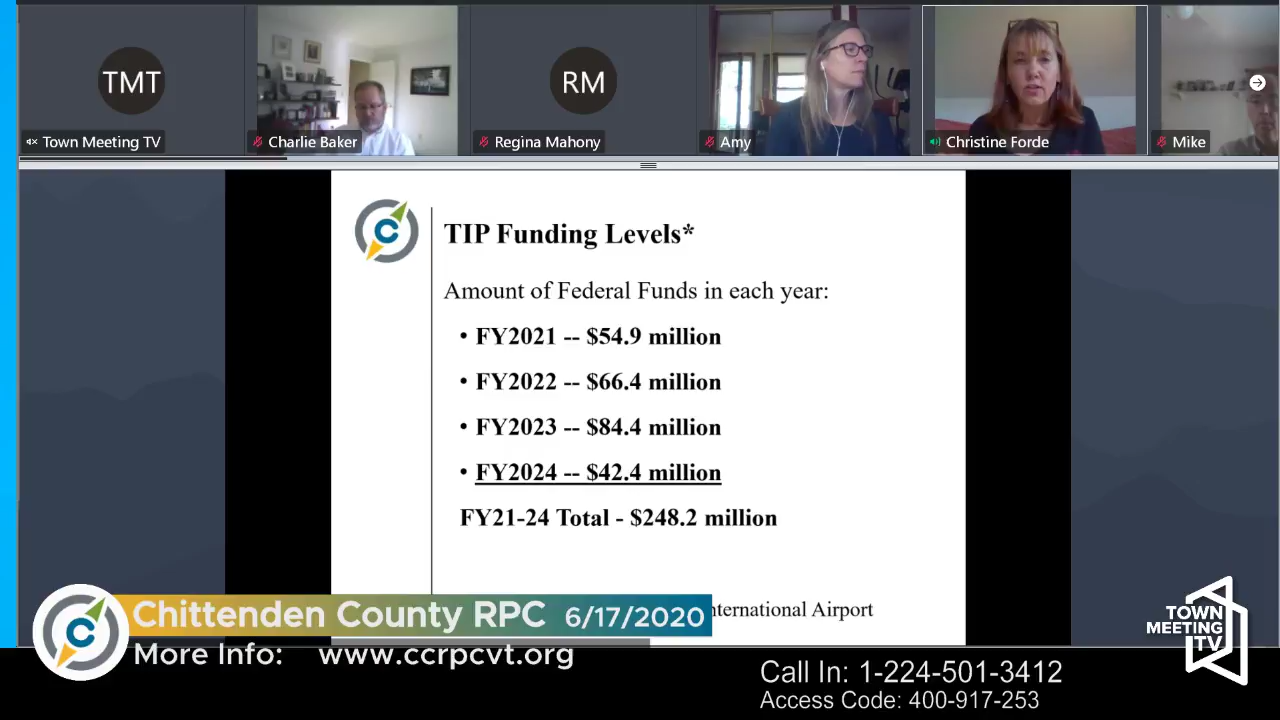 TMT
RM
Town Meeting TV
Charlie Baker
Regina Mahony
Amy
Christine Forde
Mike
C
TIP Funding Levels*
Amount of Federal Funds in each year:
• FY2021 -- $54.9 million
• FY2022 -- $66.4 million
• FY2023 -- $84.4 million
• FY2024 -- $42.4 million
FY21-24 Total - $248.2 million
nternational Airport
C
Chittenden County RPC 6/17/2020
More Info: www.ccrpcvt.org
TOWN
MEETING
TV
Call In: 1-224-501-3412
Access Code: 400-917-253